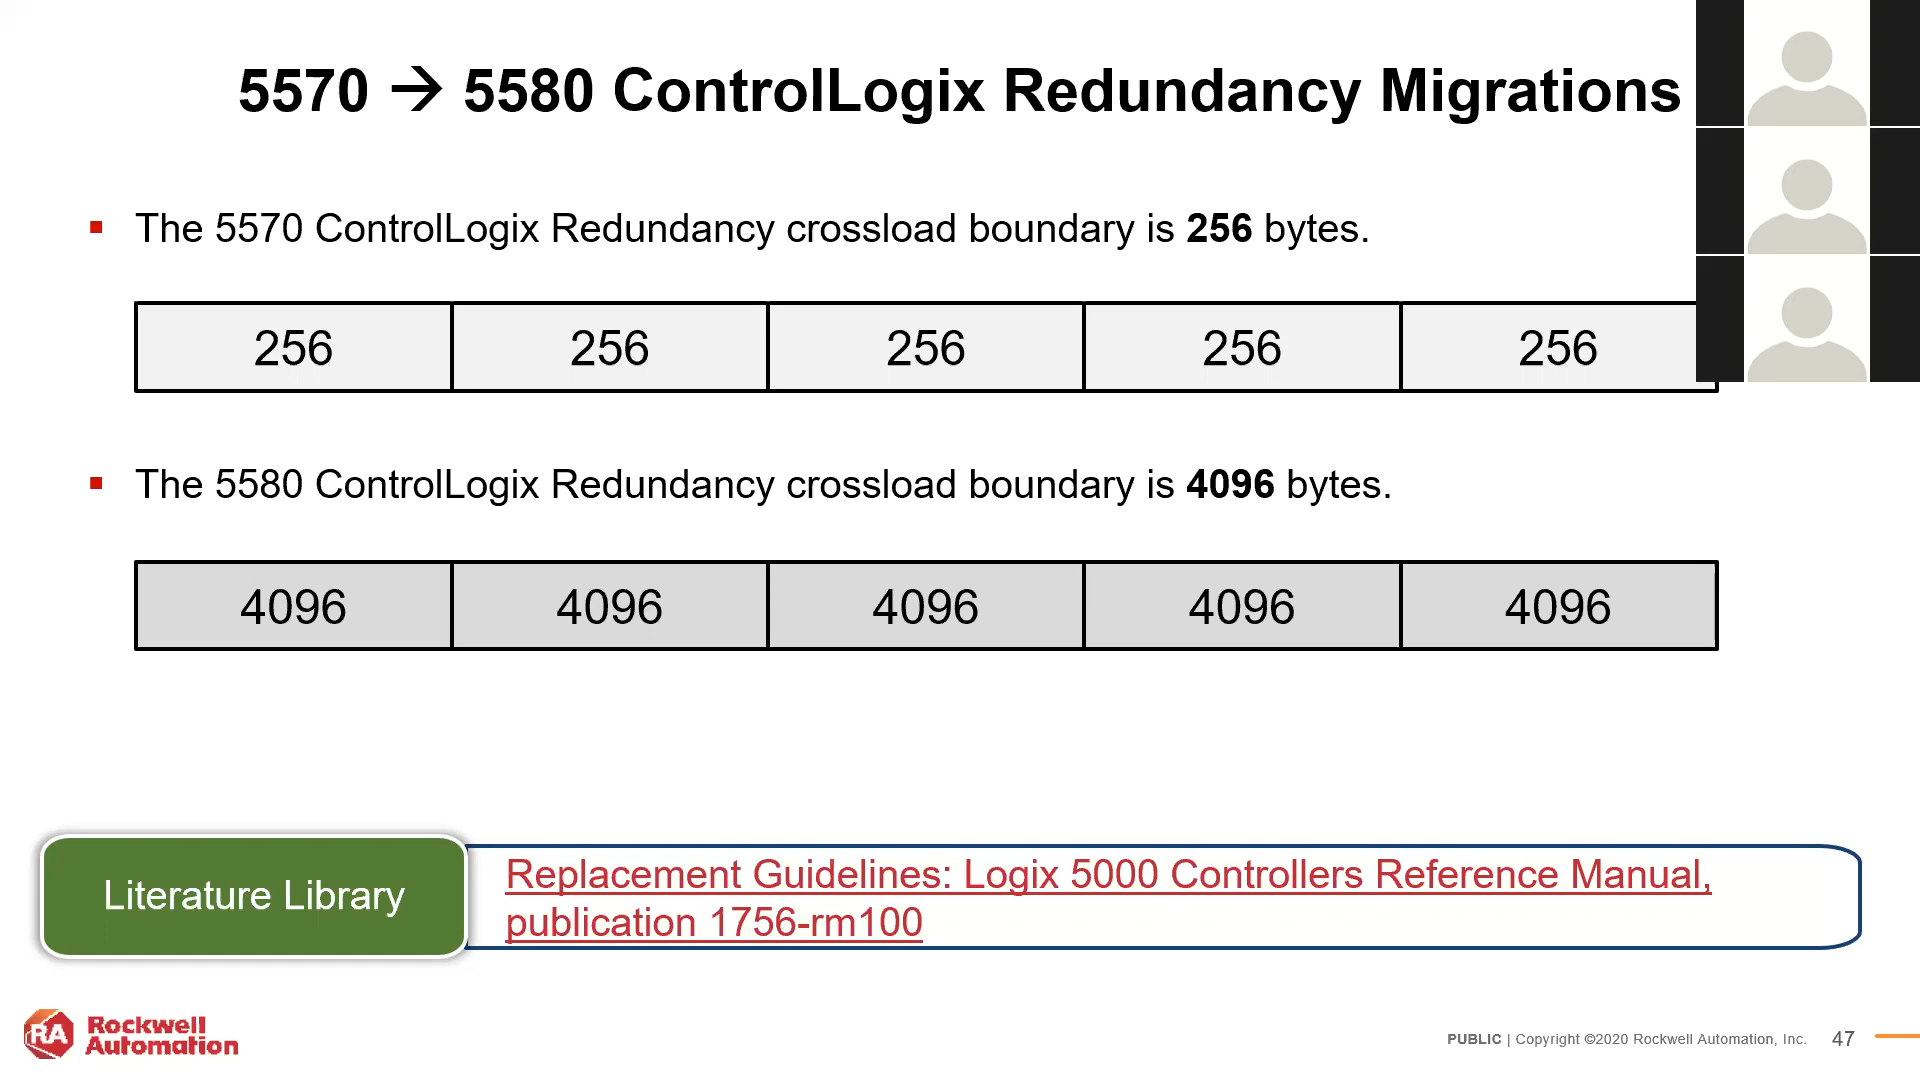 5570 → 5580 ControlLogix Redundancy Migrations
▪ The 5570 ControlLogix Redundancy crossload boundary is 256 bytes.
256 256 256 256 256
▪ The 5580 ControlLogix Redundancy crossload boundary is 4096 bytes.
4096 4096 4096 4096 4096
Literature Library
Replacement Guidelines: Logix 5000 Controllers Reference Manual,
publication 1756-rm100
RA
Rockwell
Automation
PUBLIC | Copyright ©2020 Rockwell Automation, Inc. 47